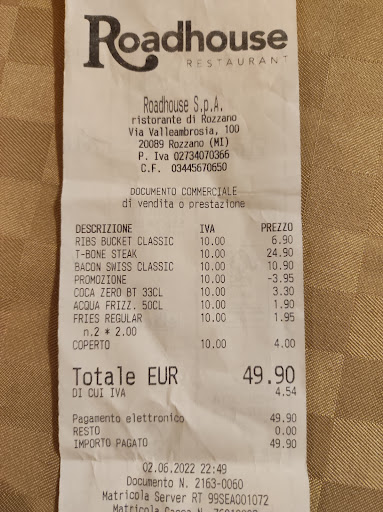 Roadhouse
RESTAURANT
Roadhouse S.p.A.
ristorante di Rozzano
Via Valleambrosia, 100
20089 Rozzano (MI)
P. Iva 02734070366
C.F. 03445670650
DOCUMENTO COMMERCIALE
di vendita o prestazione
DESCRIZIONE IVA PREZZO
RIBS BUCKET CLASSIC 10.00 6.90
T-BONE STEAK 10.00 24.90
BACON SWISS CLASSIC 10.00 10.90
PROMOZIONE 10.00 -3.95
COCA ZERO BT 33CL 10.00 3.30
ACQUA FRIZZ. 50CL 10.00 1.90
FRIES REGULAR 10.00 1.95
n.2 * 2.00
COPERTO 10.00 4.00
Totale EUR 49.90
DI CUI IVA 4.54
Pagamento elettronico 49.90
RESTO 0.00
IMPORTO PAGATO 49.90
02.06.2022 22:49
Documento N. 2163-0060
Matricola Server RT 99SEA001072
Matricola Cassa N.